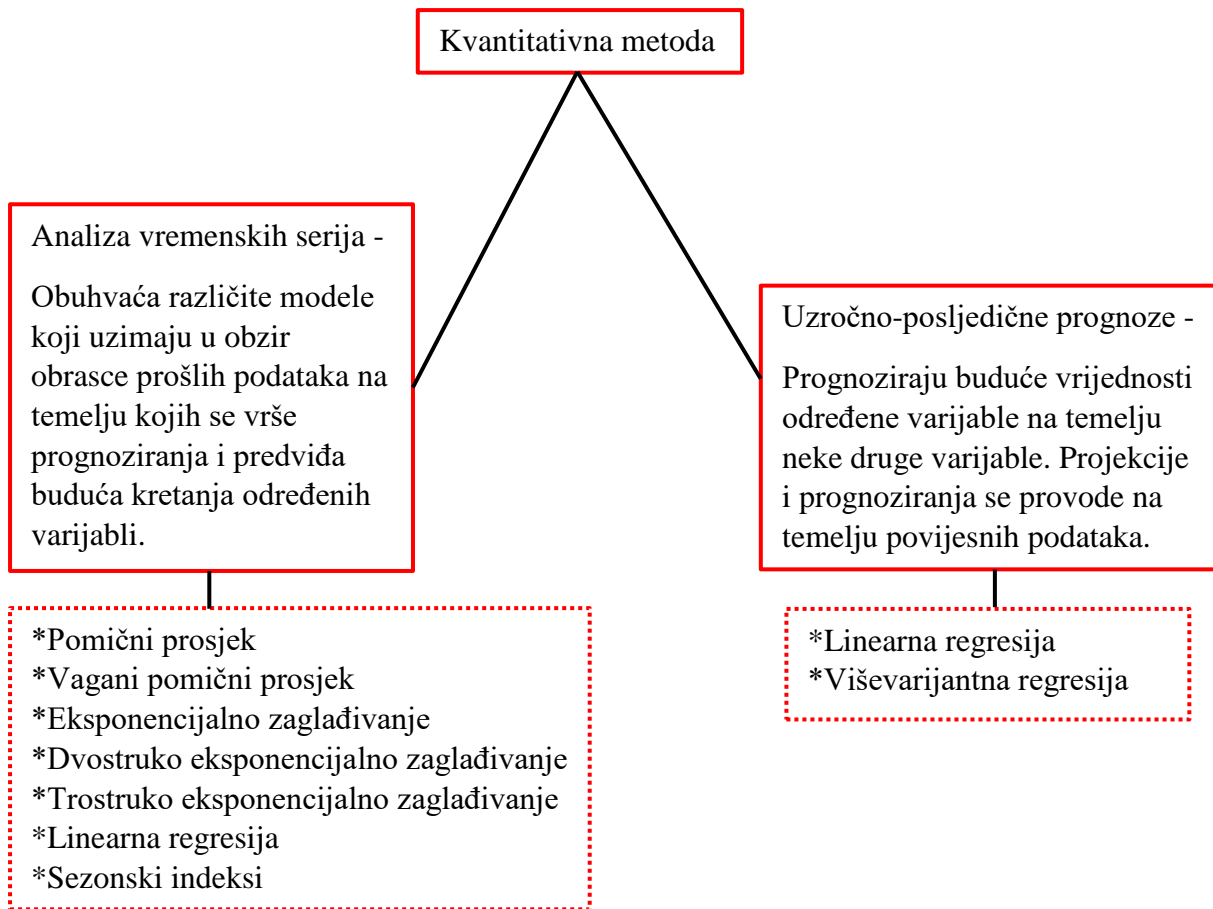 Kvantitativna metoda
Analiza vremenskih serija -
Obuhvaća različite modele
koji uzimaju u obzir
obrasce prošlih podataka na
temelju kojih se vrše
prognoziranja i predviđa
buduća kretanja određenih
varijabli.
Uzročno-posljedične prognoze -
Prognoziraju buduće vrijednosti
određene varijable na temelju
neke druge varijable. Projekcije
i prognoziranja se provode na
temelju povijesnih podataka.
*Pomični prosjek
*Vagani pomični prosjek
*Eksponencijalno zaglađivanje
*Dvostruko eksponencijalno zaglađivanje
*Trostruko eksponencijalno zaglađivanje
*Linearna regresija
*Sezonski indeksi
*Linearna regresija
*Viševarijantna regresija